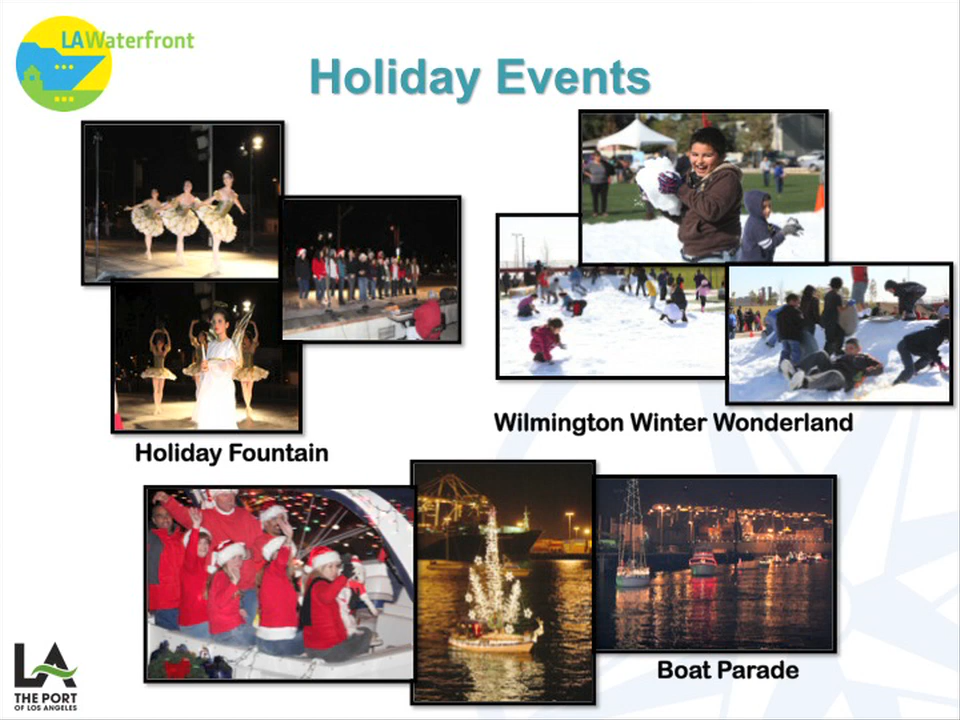 LAWaterfront
Holiday Events
Wilmington Winter Wonderland
Holiday Fountain
Boat Parade
LA
THE PORT
OF LOS ANGELES